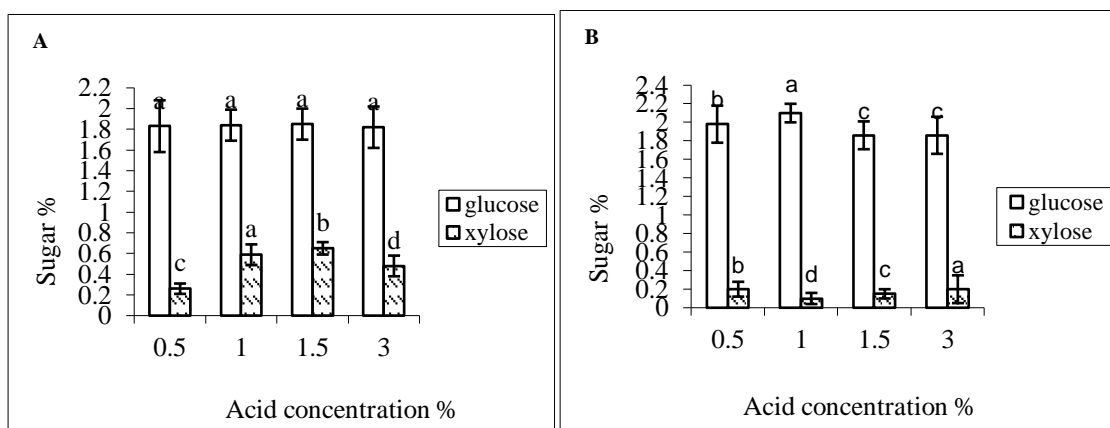 A
2.2
2
1.8
1.6
1.4
1.2
1
0.8
0.6
0.4
0.2
0
Sugar %
a a a a
c a b d
0.5 1 1.5 3
Acid concentration %
glucose
xylose
B
2.4
2.2
2
1.8
1.6
1.4
1.2
1
0.8
0.6
0.4
0.2
0
Sugar %
b a c c
b d c a
0.5 1 1.5 3
Acid concentration %
glucose
xylose